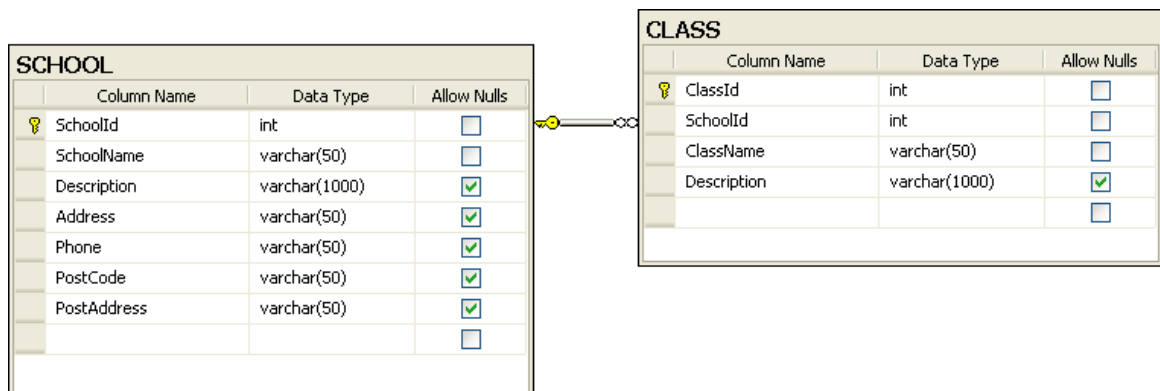 SCHOOL
Column Name Data Type Allow Nulls
SchoolId int
SchoolName varchar(50)
Description varchar(1000)
Address varchar(50)
Phone varchar(50)
PostCode varchar(50)
PostAddress varchar(50)
CLASS
Column Name Data Type Allow Nulls
ClassId int
SchoolId int
ClassName varchar(50)
Description varchar(1000)